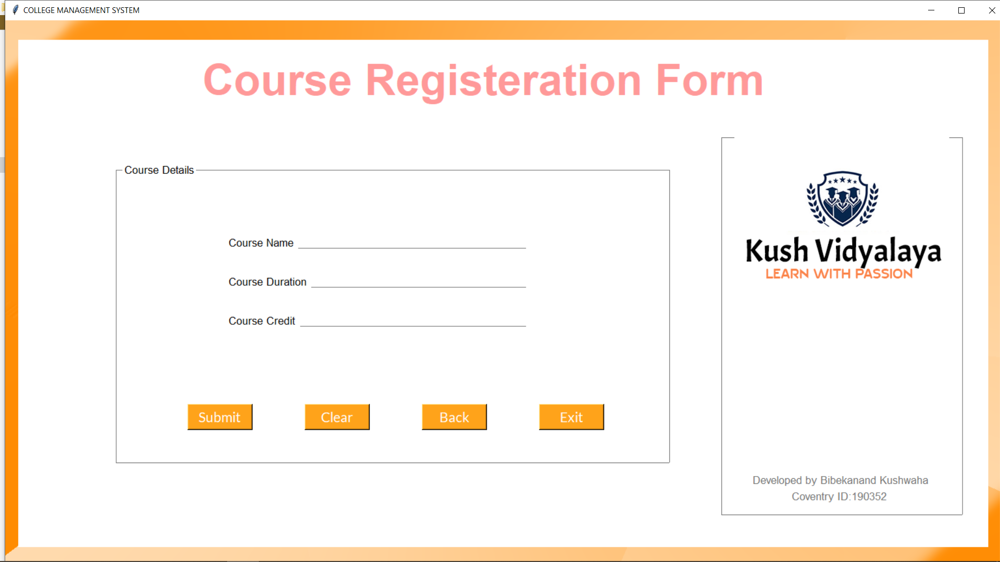 COLLEGE MANAGEMENT SYSTEM
Course Registeration Form
Course Details
Course Name
Course Duration
Course Credit
Submit
Clear
Back
Exit
Kush Vidyalaya
LEARN WITH PASSION
Developed by Bibekanand Kushwaha
Coventry ID:190352